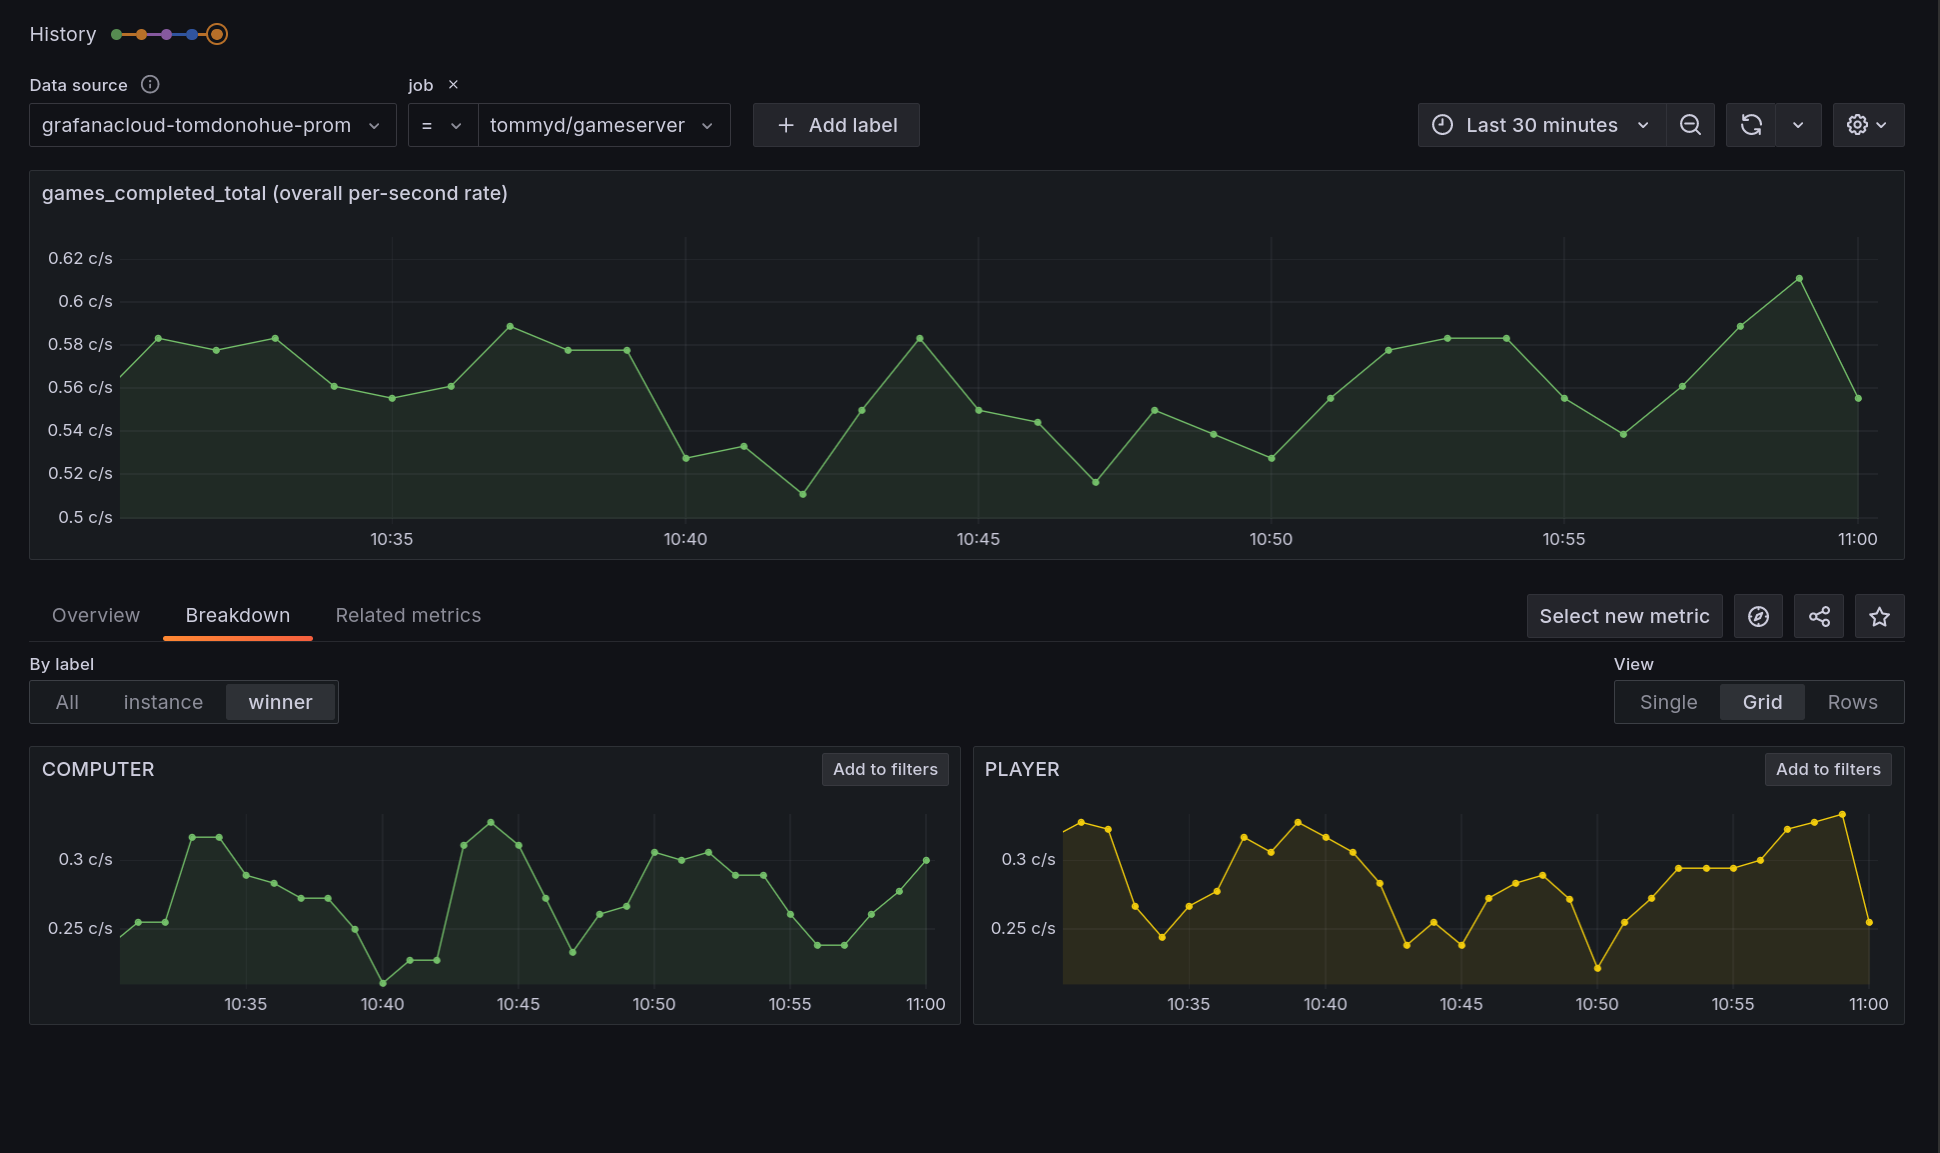 History
Data source job ×
grafanacloud-tomdonohue-prom = tommyd/gameserver + Add label Last 30 minutes
games_completed_total (overall per-second rate)
0.62 c/s
0.6 c/s
0.58 c/s
0.56 c/s
0.54 c/s
0.52 c/s
0.5 c/s
10:35 10:40 10:45 10:50 10:55 11:00
Overview Breakdown Related metrics Select new metric
By label View
All instance winner Single Grid Rows
COMPUTER Add to filters
0.3 c/s
0.25 c/s
10:35 10:40 10:45 10:50 10:55 11:00
PLAYER Add to filters
0.3 c/s
0.25 c/s
10:35 10:40 10:45 10:50 10:55 11:00